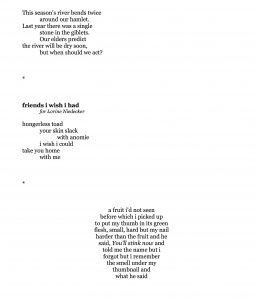 This season's river bends twice
around our hamlet.
Last year there was a single
stone in the giblets.
Our elders predict
the river will be dry soon,
but when should we act?
*
friends i wish i had
for Lorine Niedecker
hungerless toad
your skin slack
with anomie
i wish i could
take you home
with me
*
a fruit i'd not seen
before which i picked up
to put my thumb in its green
flesh, small, hard but my nail
harder than the fruit and he
said, You'll stink now and
told me the name but i
forgot but i remember
the smell under my
thumbnail and
what he said